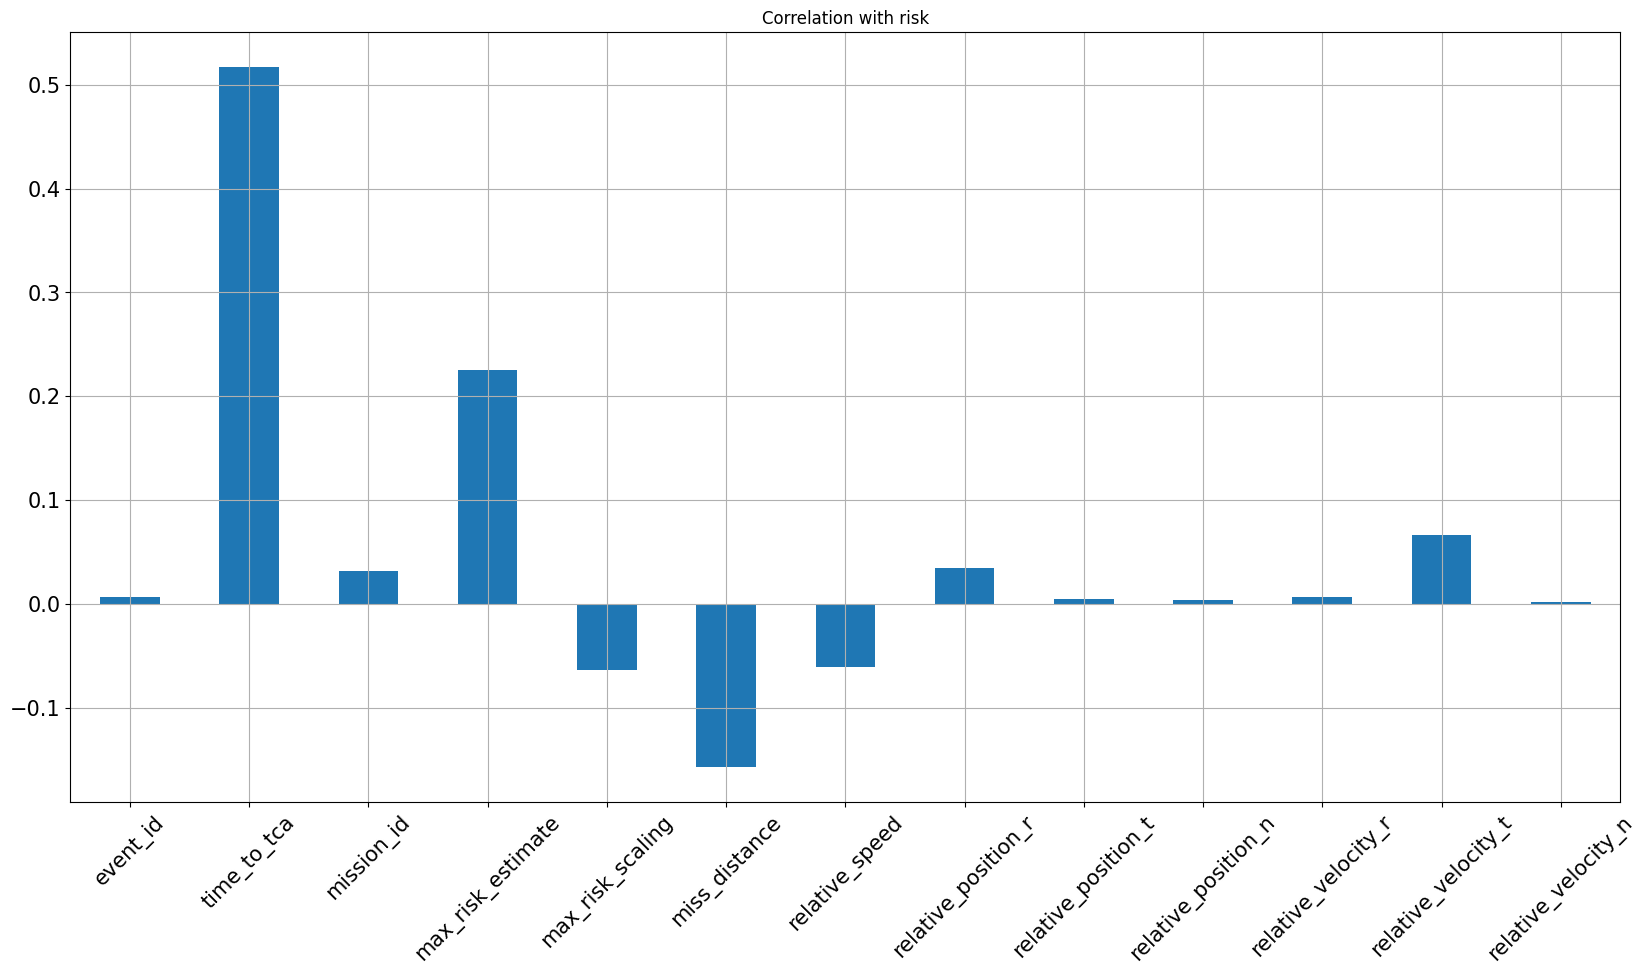 Correlation with risk
0.5
0.4
0.3
0.2
0.1
0.0
−0.1
event_id
time_to_tca
mission_id
max_risk_estimate
max_risk_scaling
miss_distance
relative_speed
relative_position_r
relative_position_t
relative_position_n
relative_velocity_r
relative_velocity_t
relative_velocity_n